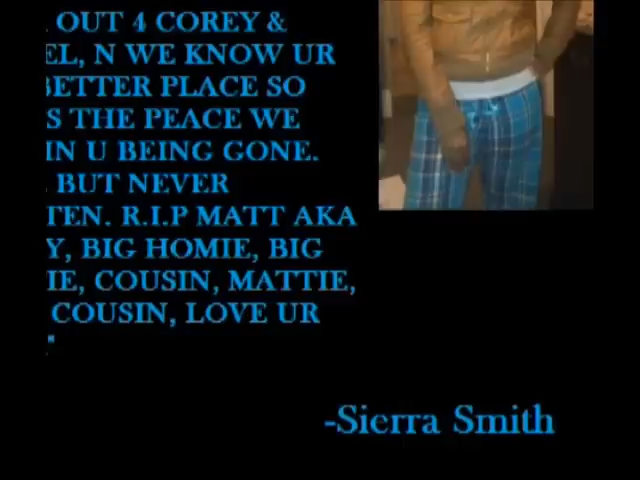 OUT 4 COREY &
EL, N WE KNOW UR
BETTER PLACE SO
S THE PEACE WE
IN U BEING GONE.
BUT NEVER
TEN. R.I.P MATT AKA
Y, BIG HOMIE, BIG
IE, COUSIN, MATTIE,
COUSIN, LOVE UR
"
-Sierra Smith